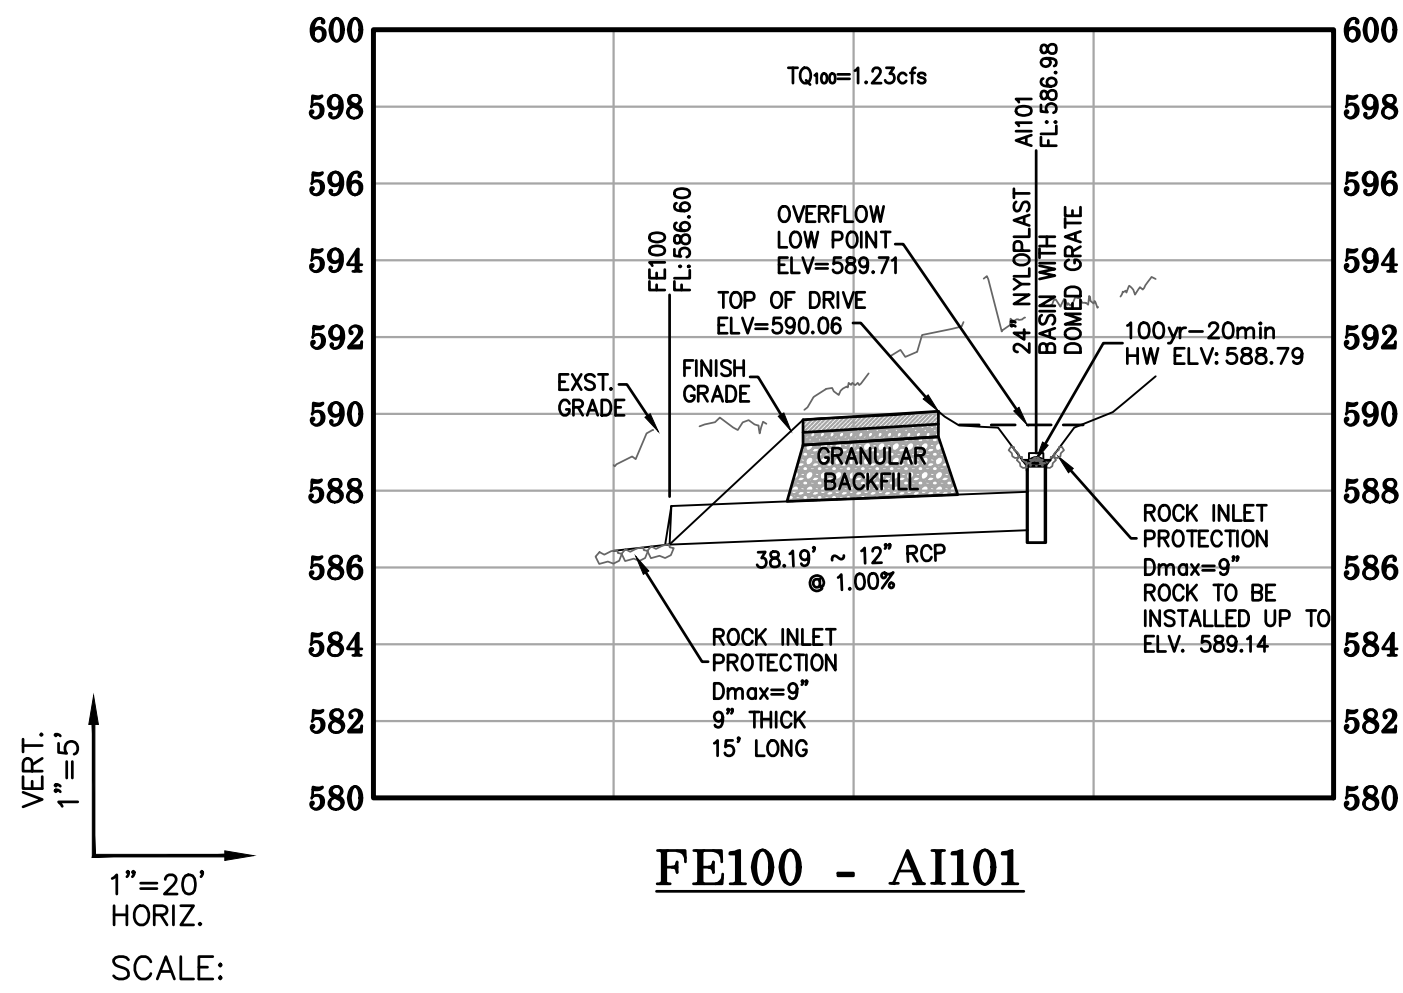 600
598
596
594
592
590
588
586
584
582
580
600
598
596
594
592
590
588
586
584
582
580
TQ100=1.23cfs
AI101
FL:586.98
24" NYLOPLAST
BASIN WITH
DOMED GRATE
FE100
FL:586.60
OVERFLOW
LOW POINT
ELV=589.71
TOP OF DRIVE
ELV=590.06
100yr-20min
HW ELV:588.79
EXST.
GRADE
FINISH
GRADE
GRANULAR
BACKFILL
38.19' ~ 12" RCP
@ 1.00%
ROCK INLET
PROTECTION
Dmax=9"
ROCK TO BE
INSTALLED UP TO
ELV. 589.14
ROCK INLET
PROTECTION
Dmax=9"
9" THICK
15' LONG
VERT.
1"=5'
1"=20'
HORIZ.
SCALE:
FE100 - AI101